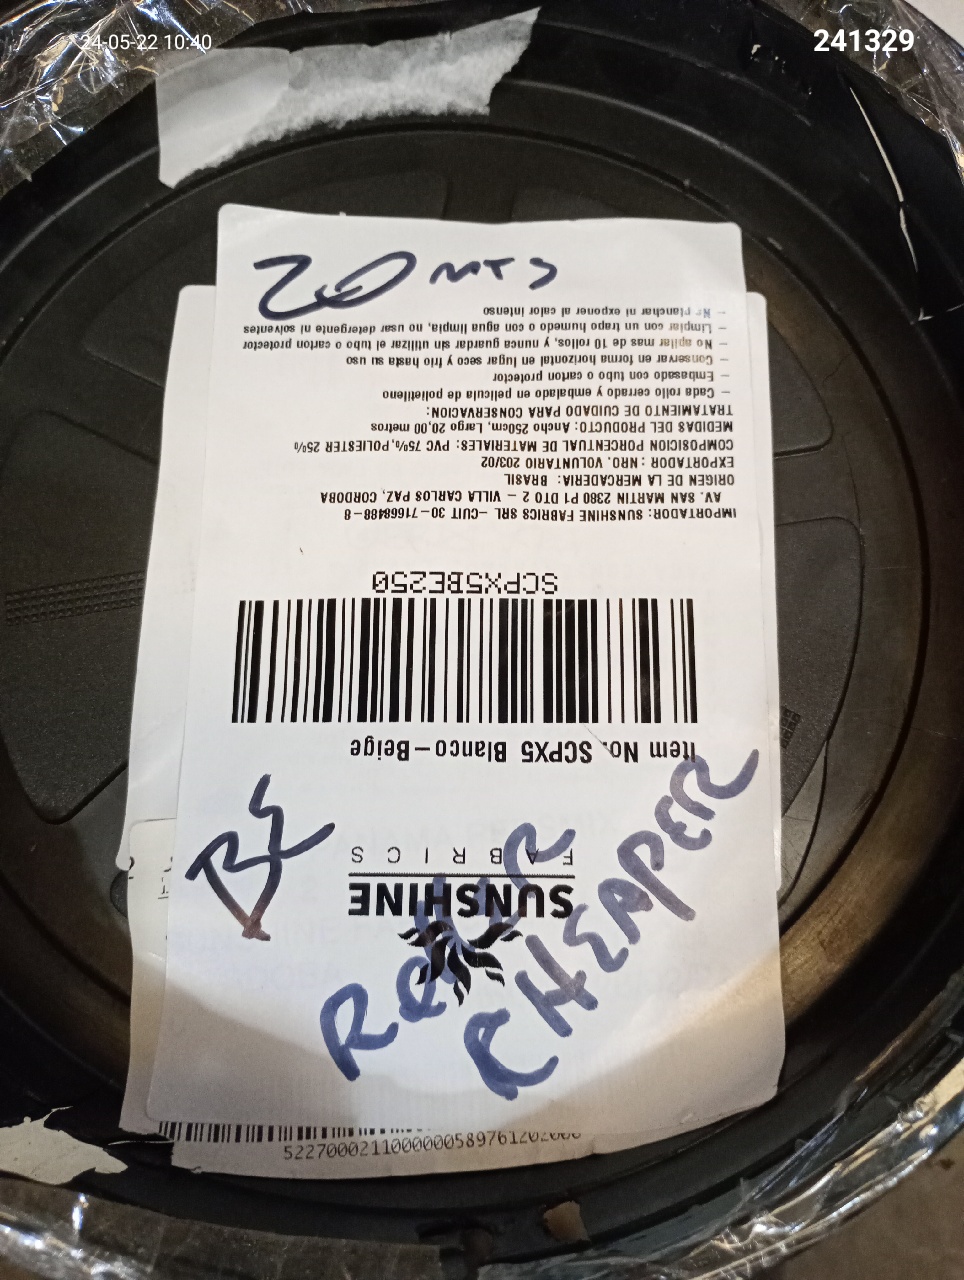 24-05-22 10:40
241329
20 MTS
SUNSHINE
FABRICS
Item No. SCPX5 Blanco-Beige
SCPX5BE250
IMPORTADOR: SUNSHINE FABRICS SRL -CUIT 30-71668488-8
AV. SAN MARTIN 2380 P1 DTO 2 - VILLA CARLOS PAZ, CORDOBA
ORIGEN DE LA MERCADERIA: BRASIL
EXPORTADOR : NRO. VOLUNTARIO 203/02
COMPOSICION PORCENTUAL DE MATERIALES: PVC 75%, POLIESTER 25%
MEDIDAS DEL PRODUCTO: Ancho 250cm, Largo 20,00 metros
TRATAMIENTO DE CUIDADO PARA CONSERVACION:
- Cada rollo cerrado y embalado en pelicula de polietileno
- Embasado con tubo o carton protector
- Conservar en forma horizontal en lugar seco y frio hasta su uso
- No apilar mas de 10 rollos, y nunca guardar sin utilizar el tubo o carton protector
- Limpiar con un trapo humedo o con agua limpia, no usar detergente ni solventes
- No planchar ni exponer al calor intenso
CHEAPER